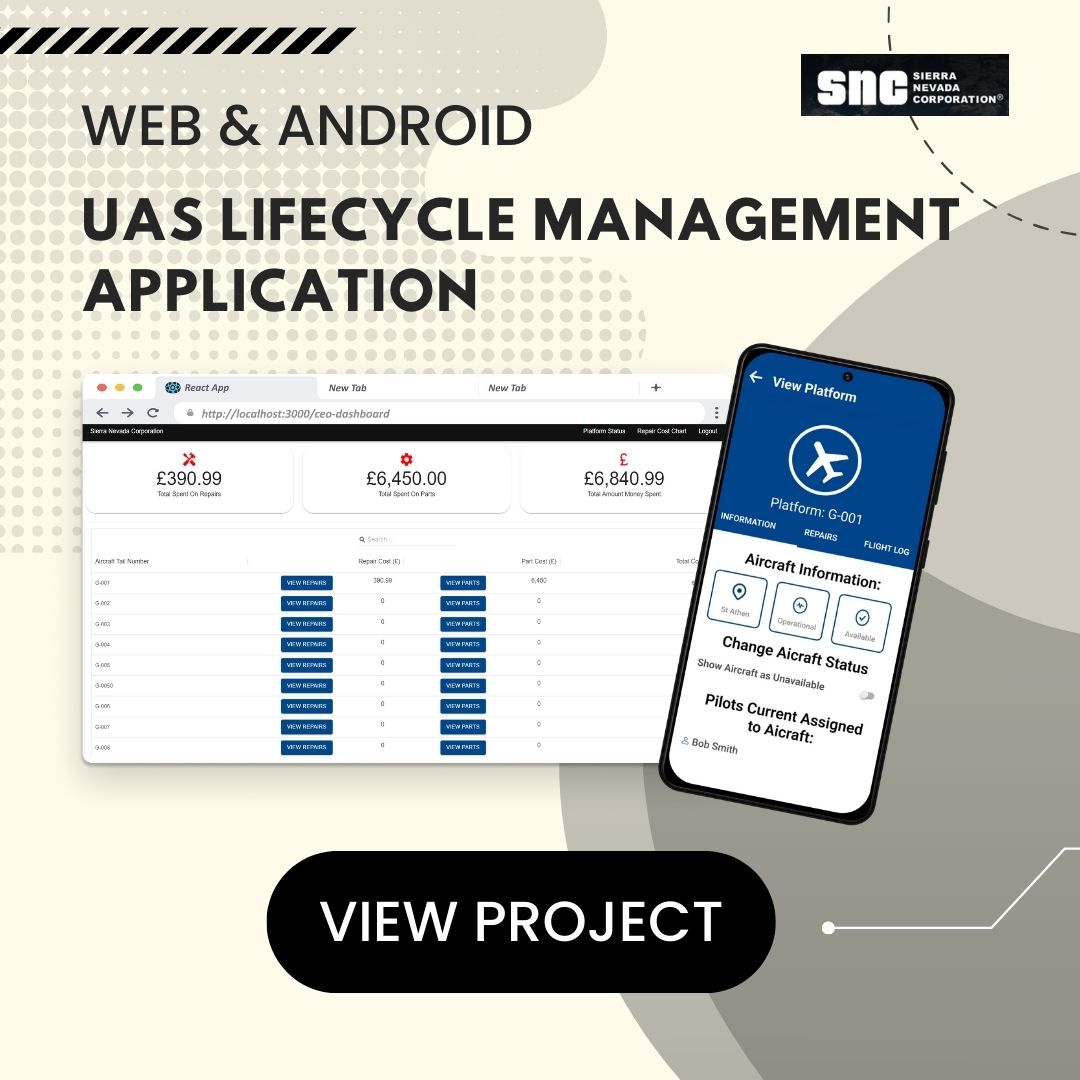 snc SIERRA
NEVADA
CORPORATION®
WEB & ANDROID
UAS LIFECYCLE MANAGEMENT
APPLICATION
React App New Tab New Tab +
http://localhost:3000/ceo-dashboard
Sierra Nevada Corporation Platform Status Repair Cost Chart Logout
£
£390.99 £6,450.00 £6,840.99
Total Spent On Repairs Total Spent On Parts Total Amount Money Spent
Search...
Aircraft Tail Number Repair Cost (£) Part Cost (£) Total Co
G-001 VIEW REPAIRS 390.99 VIEW PARTS 6,450
G-002 VIEW REPAIRS 0 VIEW PARTS 0
G-003 VIEW REPAIRS 0 VIEW PARTS 0
G-004 VIEW REPAIRS 0 VIEW PARTS 0
G-005 VIEW REPAIRS 0 VIEW PARTS 0
G-0050 VIEW REPAIRS 0 VIEW PARTS 0
G-006 VIEW REPAIRS 0 VIEW PARTS 0
G-007 VIEW REPAIRS 0 VIEW PARTS 0
G-008 VIEW REPAIRS 0 VIEW PARTS 0
View Platform
Platform: G-001
INFORMATION REPAIRS FLIGHT LOG
Aircraft Information:
St Athen Operational Available
Change Aicraft Status
Show Aircraft as Unavailable
Pilots Current Assigned
to Aicraft:
Bob Smith
VIEW PROJECT